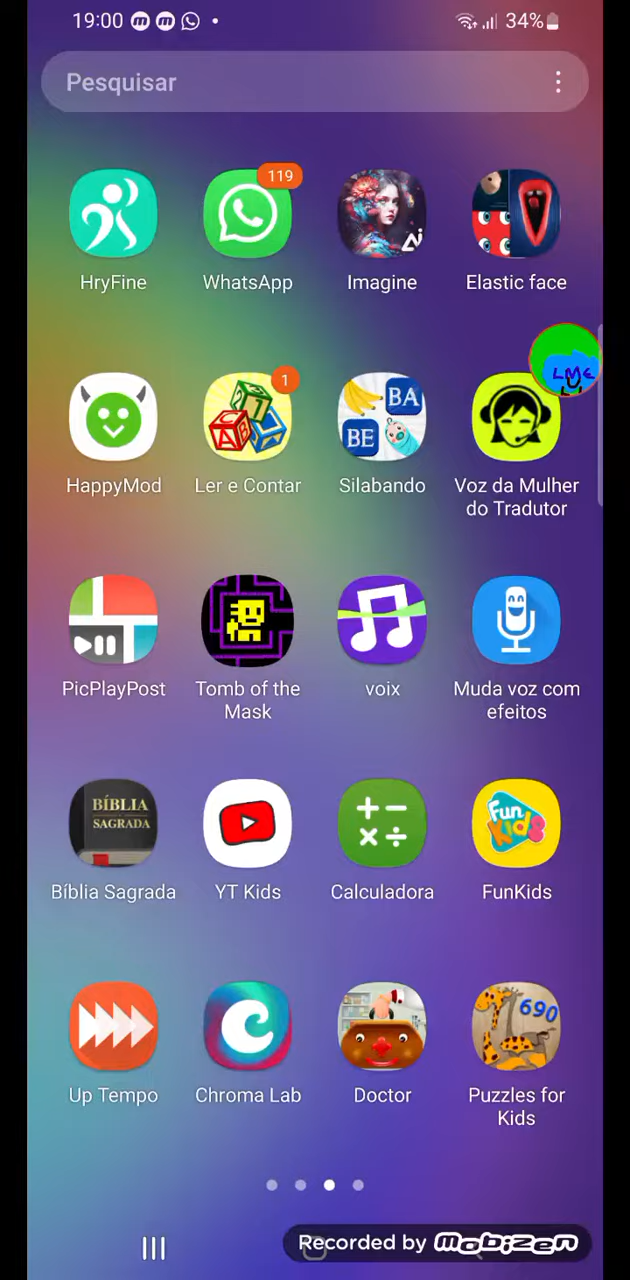 19:00
34%
Pesquisar
119
Ai
HryFine
WhatsApp
Imagine
Elastic face
LME
1
BA
BE
HappyMod
Ler e Contar
Silabando
Voz da Mulher
do Tradutor
PicPlayPost
Tomb of the
Mask
voix
Muda voz com
efeitos
BÍBLIA
SAGRADA
Fun
Kids
Bíblia Sagrada
YT Kids
Calculadora
FunKids
690
Up Tempo
Chroma Lab
Doctor
Puzzles for
Kids
Recorded by mobizen